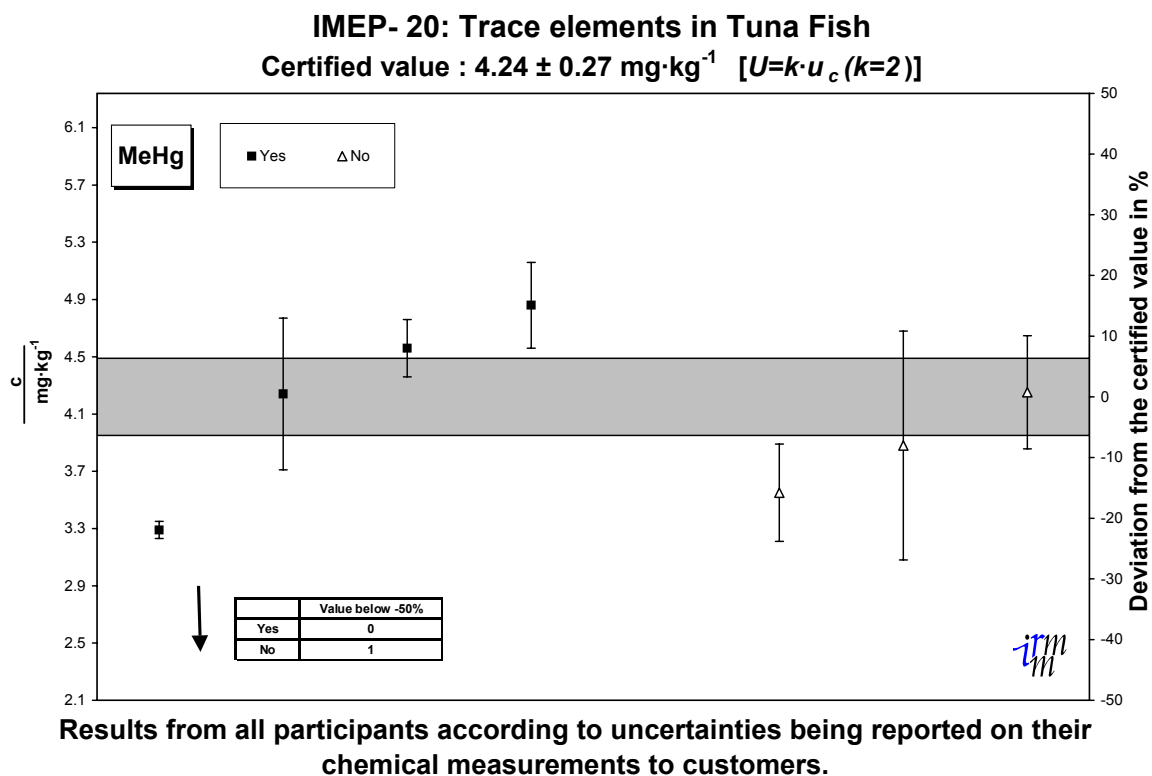 IMEP- 20: Trace elements in Tuna Fish
Certified value : 4.24 ± 0.27 mg·kg⁻¹ [U=k·u c (k=2)]
MeHg
Yes No
6.1
5.7
5.3
4.9
4.5
4.1
3.7
3.3
2.9
2.5
2.1
c
mg·kg⁻¹
50
40
30
20
10
0
-10
-20
-30
-40
-50
Deviation from the certified value in %
Value below -50%
Yes 0
No 1
irmm
Results from all participants according to uncertainties being reported on their
chemical measurements to customers.